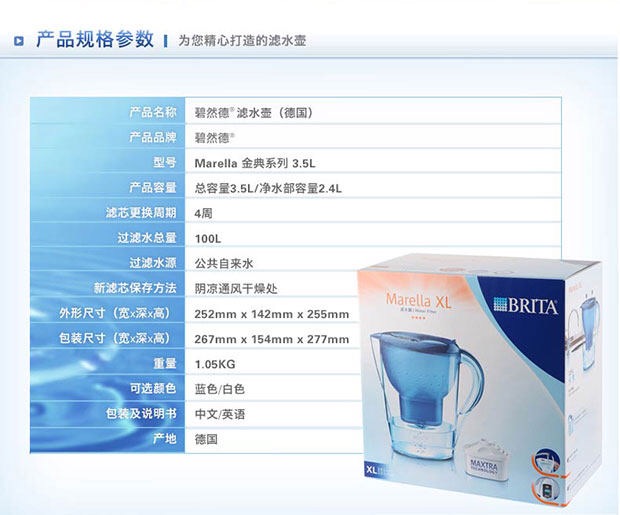 产品规格参数 | 为您精心打造的滤水壶
产品名称 碧然德® 滤水壶（德国）
产品品牌 碧然德®
型号 Marella 金典系列 3.5L
产品容量 总容量3.5L/净水部容量2.4L
滤芯更换周期 4周
过滤水总量 100L
过滤水源 公共自来水
新滤芯保存方法 阴凉通风干燥处
外形尺寸（宽x深x高） 252mm x 142mm x 255mm
包装尺寸（宽x深x高） 267mm x 154mm x 277mm
重量 1.05KG
可选颜色 蓝色/白色
包装及说明书 中文/英语
产地 德国
Marella XL
滤水壶 | Water Filter
BRITA
MAXTRA
TECHNOLOGY
XL